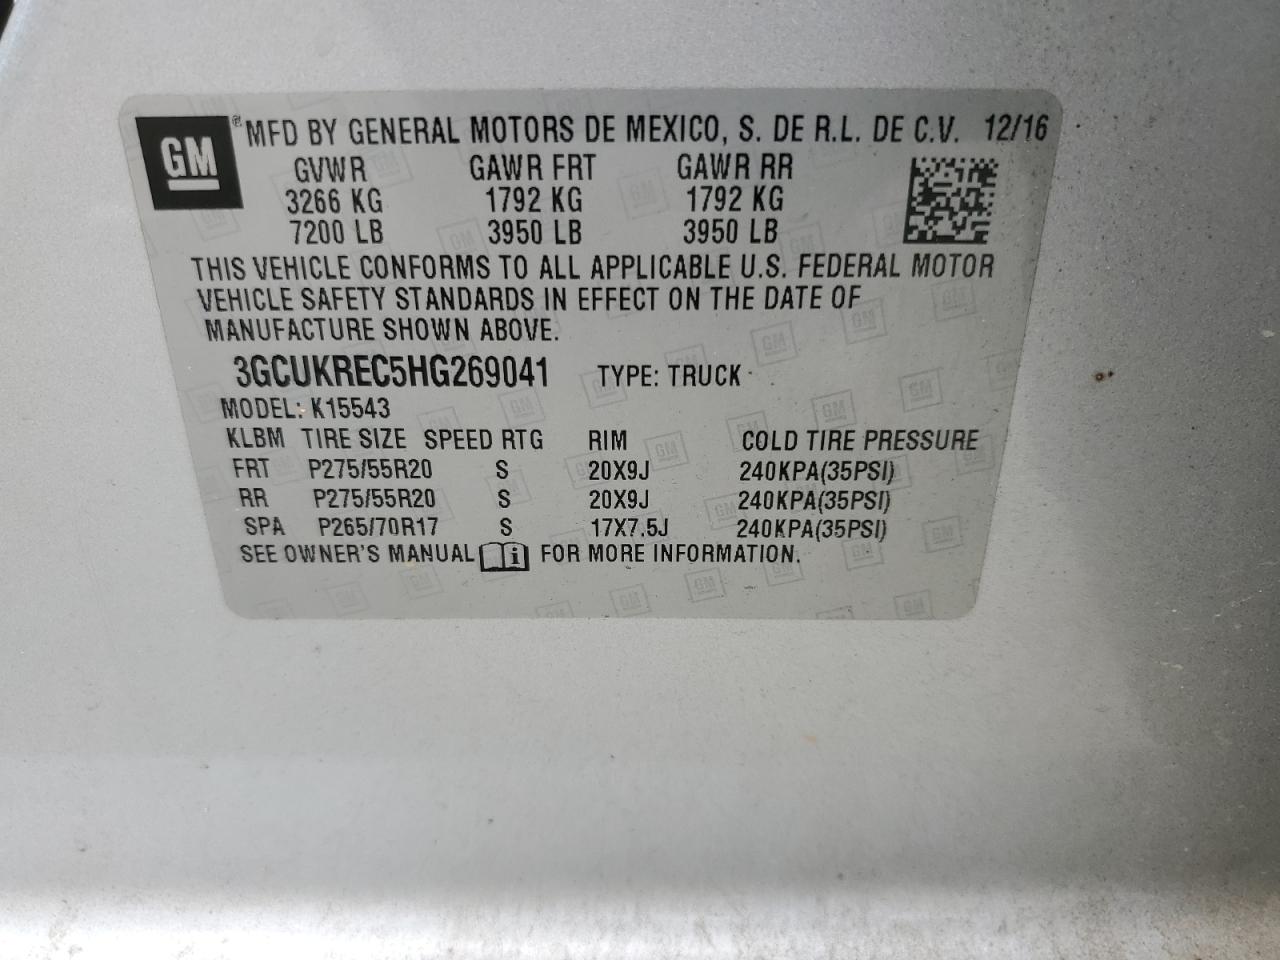 GM ® MFD BY GENERAL MOTORS DE MEXICO, S. DE R.L. DE C.V. 12/16
GVWR GAWR FRT GAWR RR
3266 KG 1792 KG 1792 KG
7200 LB 3950 LB 3950 LB
THIS VEHICLE CONFORMS TO ALL APPLICABLE U.S. FEDERAL MOTOR
VEHICLE SAFETY STANDARDS IN EFFECT ON THE DATE OF
MANUFACTURE SHOWN ABOVE.
3GCUKREC5HG269041 TYPE: TRUCK
MODEL: K15543
KLBM TIRE SIZE SPEED RTG RIM COLD TIRE PRESSURE
FRT P275/55R20 S 20X9J 240KPA(35PSI)
RR P275/55R20 S 20X9J 240KPA(35PSI)
SPA P265/70R17 S 17X7.5J 240KPA(35PSI)
SEE OWNER'S MANUAL i FOR MORE INFORMATION.